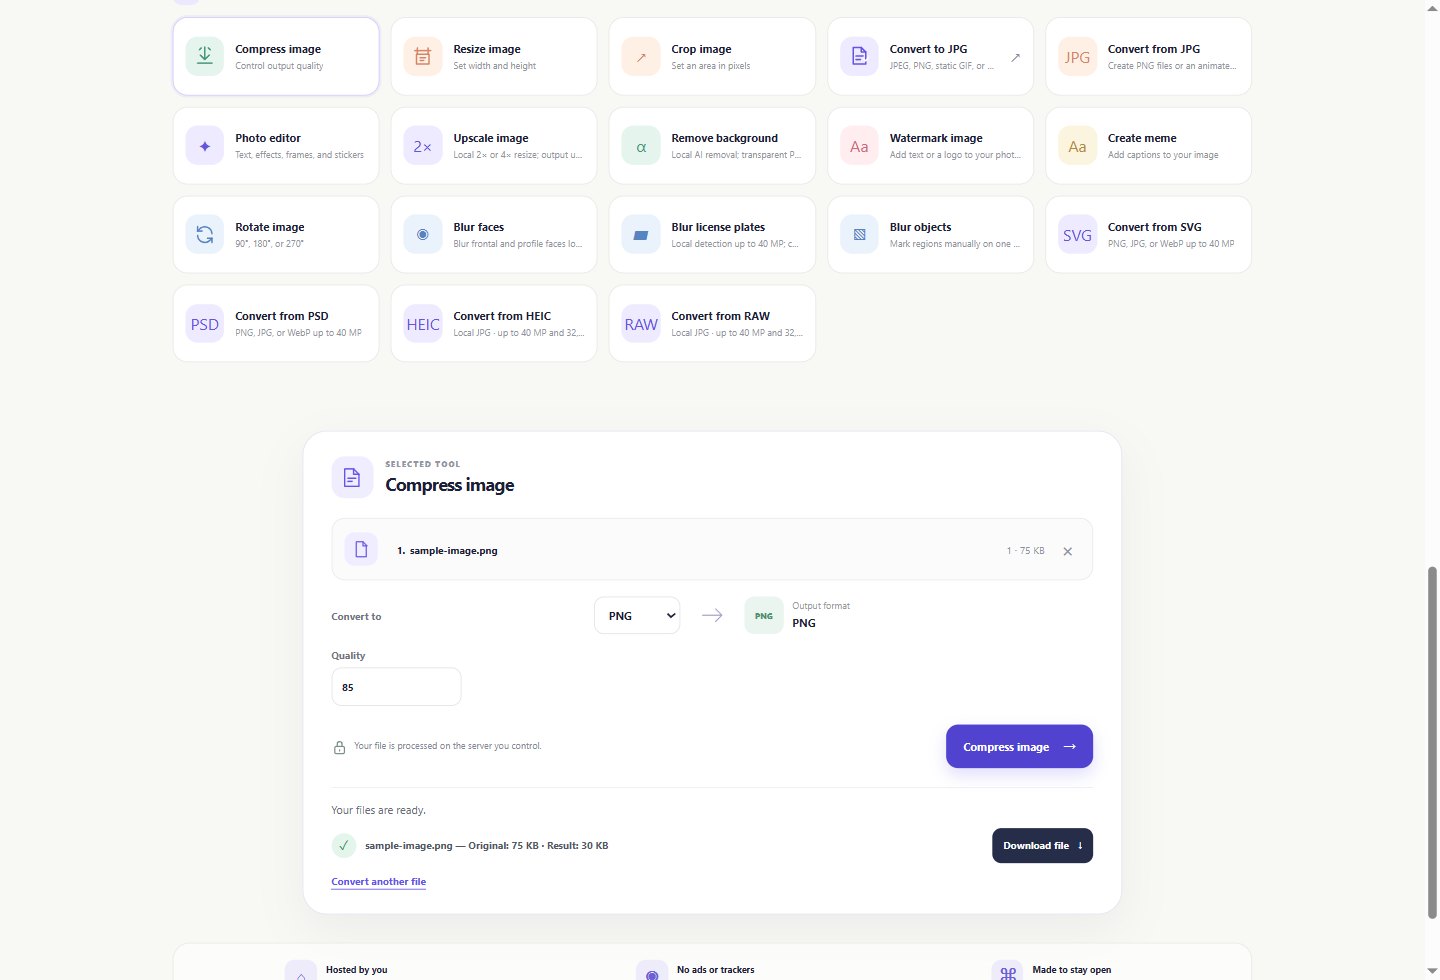 Compress image
Control output quality
Resize image
Set width and height
Crop image
Set an area in pixels
Convert to JPG
JPEG, PNG, static GIF, or ...
JPG
Convert from JPG
Create PNG files or an animate...
Photo editor
Text, effects, frames, and stickers
2×
Upscale image
Local 2× or 4× resize; output u...
α
Remove background
Local AI removal; transparent P...
Aa
Watermark image
Add text or a logo to your phot...
Aa
Create meme
Add captions to your image
Rotate image
90°, 180°, or 270°
Blur faces
Blur frontal and profile faces lo...
Blur license plates
Local detection up to 40 MP; c...
Blur objects
Mark regions manually on one ...
SVG
Convert from SVG
PNG, JPG, or WebP up to 40 MP
PSD
Convert from PSD
PNG, JPG, or WebP up to 40 MP
HEIC
Convert from HEIC
Local JPG · up to 40 MP and 32,...
RAW
Convert from RAW
Local JPG · up to 40 MP and 32,...
SELECTED TOOL
Compress image
1. sample-image.png
1 · 75 KB
Convert to
PNG
PNG
Output format
PNG
Quality
85
Your file is processed on the server you control.
Compress image →
Your files are ready.
sample-image.png — Original: 75 KB · Result: 30 KB
Download file ↓
Convert another file
Hosted by you
No ads or trackers
Made to stay open